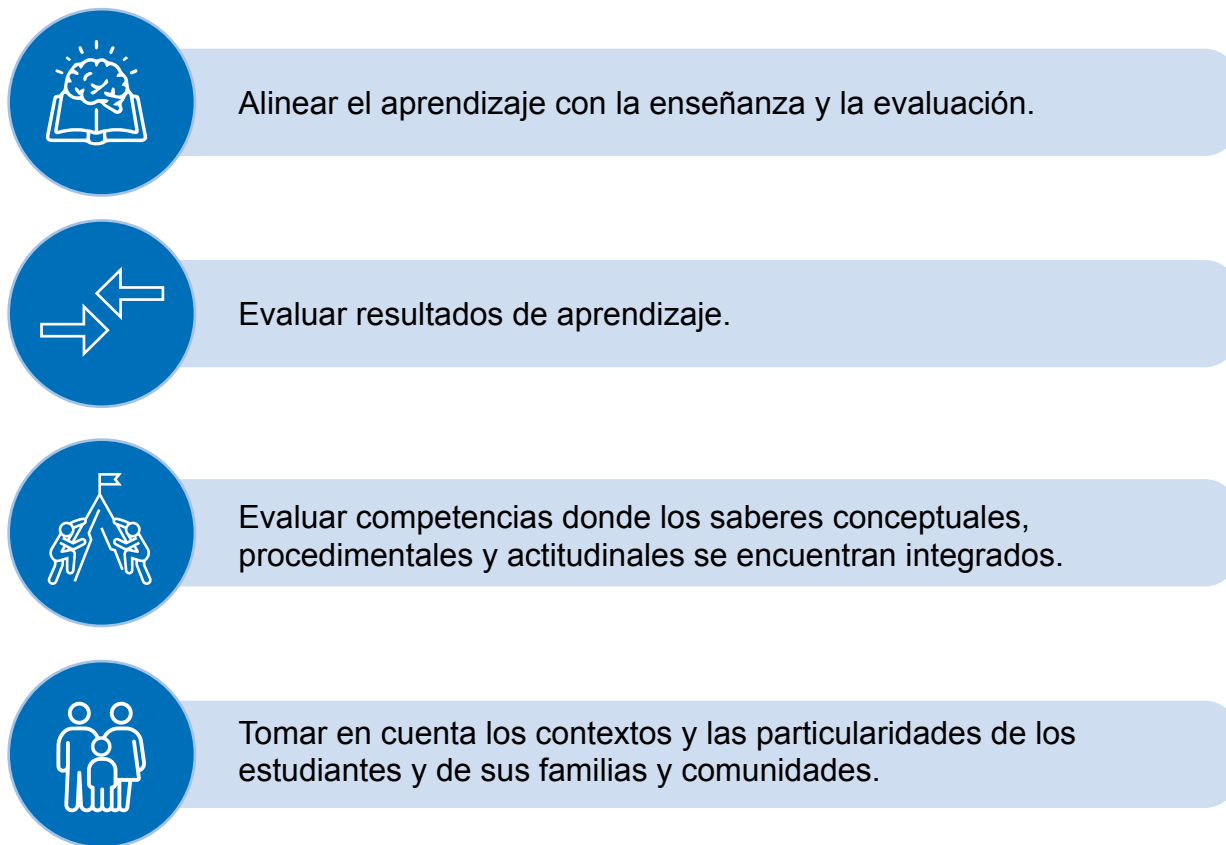 Alinear el aprendizaje con la enseñanza y la evaluación.
Evaluar resultados de aprendizaje.
Evaluar competencias donde los saberes conceptuales,
procedimentales y actitudinales se encuentran integrados.
Tomar en cuenta los contextos y las particularidades de los
estudiantes y de sus familias y comunidades.